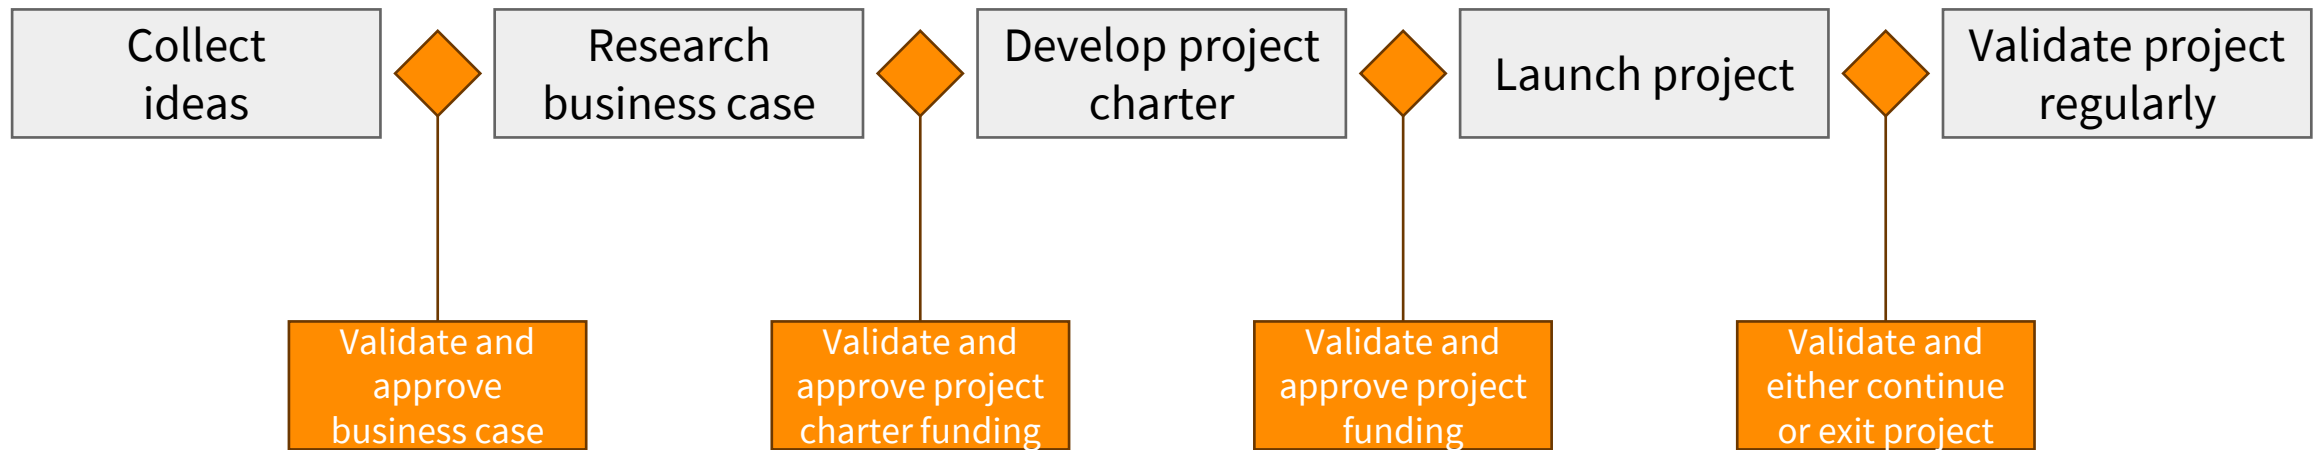 Collect
ideas
Research
business case
Develop project
charter
Launch project
Validate project
regularly
Validate and
approve
business case
Validate and
approve project
charter funding
Validate and
approve project
funding
Validate and
either continue
or exit project